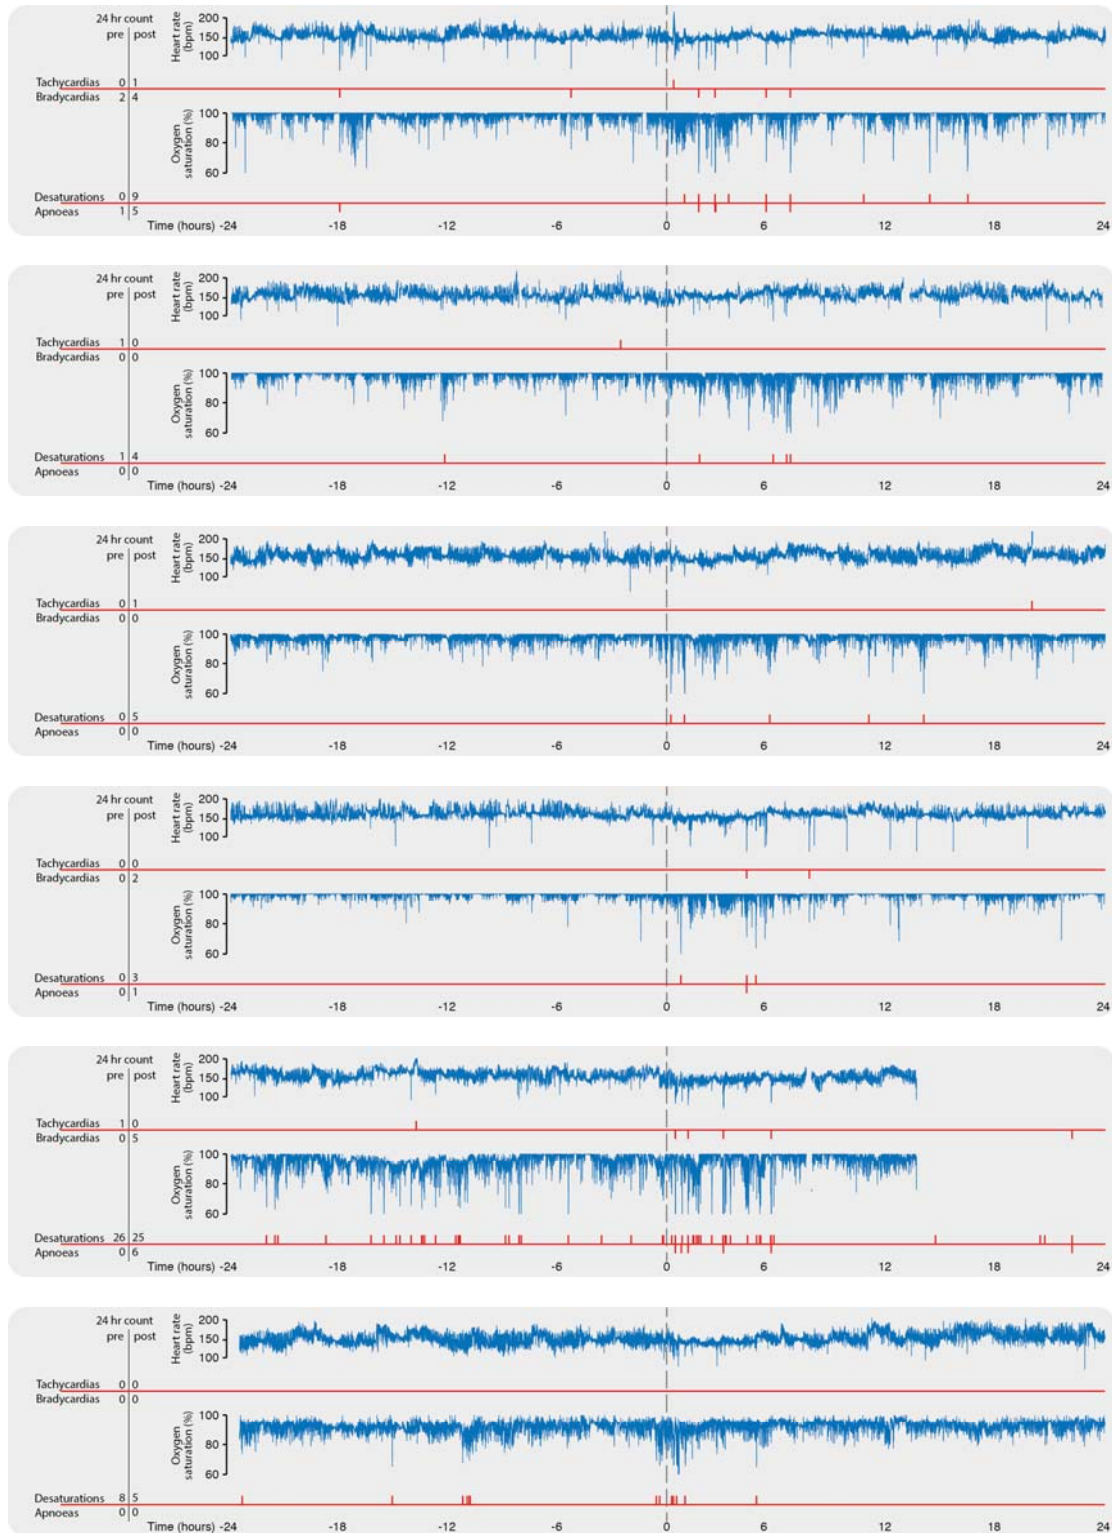 24 hr count
pre post
Heart rate (bpm)
200
150
100
Tachycardias 0 1
Bradycardias 2 4
Oxygen saturation (%)
100
80
60
Desaturations 0 9
Apnoeas 1 5
Time (hours) -24 -18 -12 -6 0 6 12 18 24
24 hr count
pre post
Heart rate (bpm)
200
150
100
Tachycardias 1 0
Bradycardias 0 0
Oxygen saturation (%)
100
80
60
Desaturations 1 4
Apnoeas 0 0
Time (hours) -24 -18 -12 -6 0 6 12 18 24
24 hr count
pre post
Heart rate (bpm)
200
150
100
Tachycardias 0 1
Bradycardias 0 0
Oxygen saturation (%)
100
80
60
Desaturations 0 5
Apnoeas 0 0
Time (hours) -24 -18 -12 -6 0 6 12 18 24
24 hr count
pre post
Heart rate (bpm)
200
150
100
Tachycardias 0 0
Bradycardias 0 2
Oxygen saturation (%)
100
80
60
Desaturations 0 3
Apnoeas 0 1
Time (hours) -24 -18 -12 -6 0 6 12 18 24
24 hr count
pre post
Heart rate (bpm)
200
150
100
Tachycardias 1 0
Bradycardias 0 5
Oxygen saturation (%)
100
80
60
Desaturations 26 25
Apnoeas 0 6
Time (hours) -24 -18 -12 -6 0 6 12 18 24
24 hr count
pre post
Heart rate (bpm)
200
150
100
Tachycardias 0 0
Bradycardias 0 0
Oxygen saturation (%)
100
80
60
Desaturations 8 5
Apnoeas 0 0
Time (hours) -24 -18 -12 -6 0 6 12 18 24